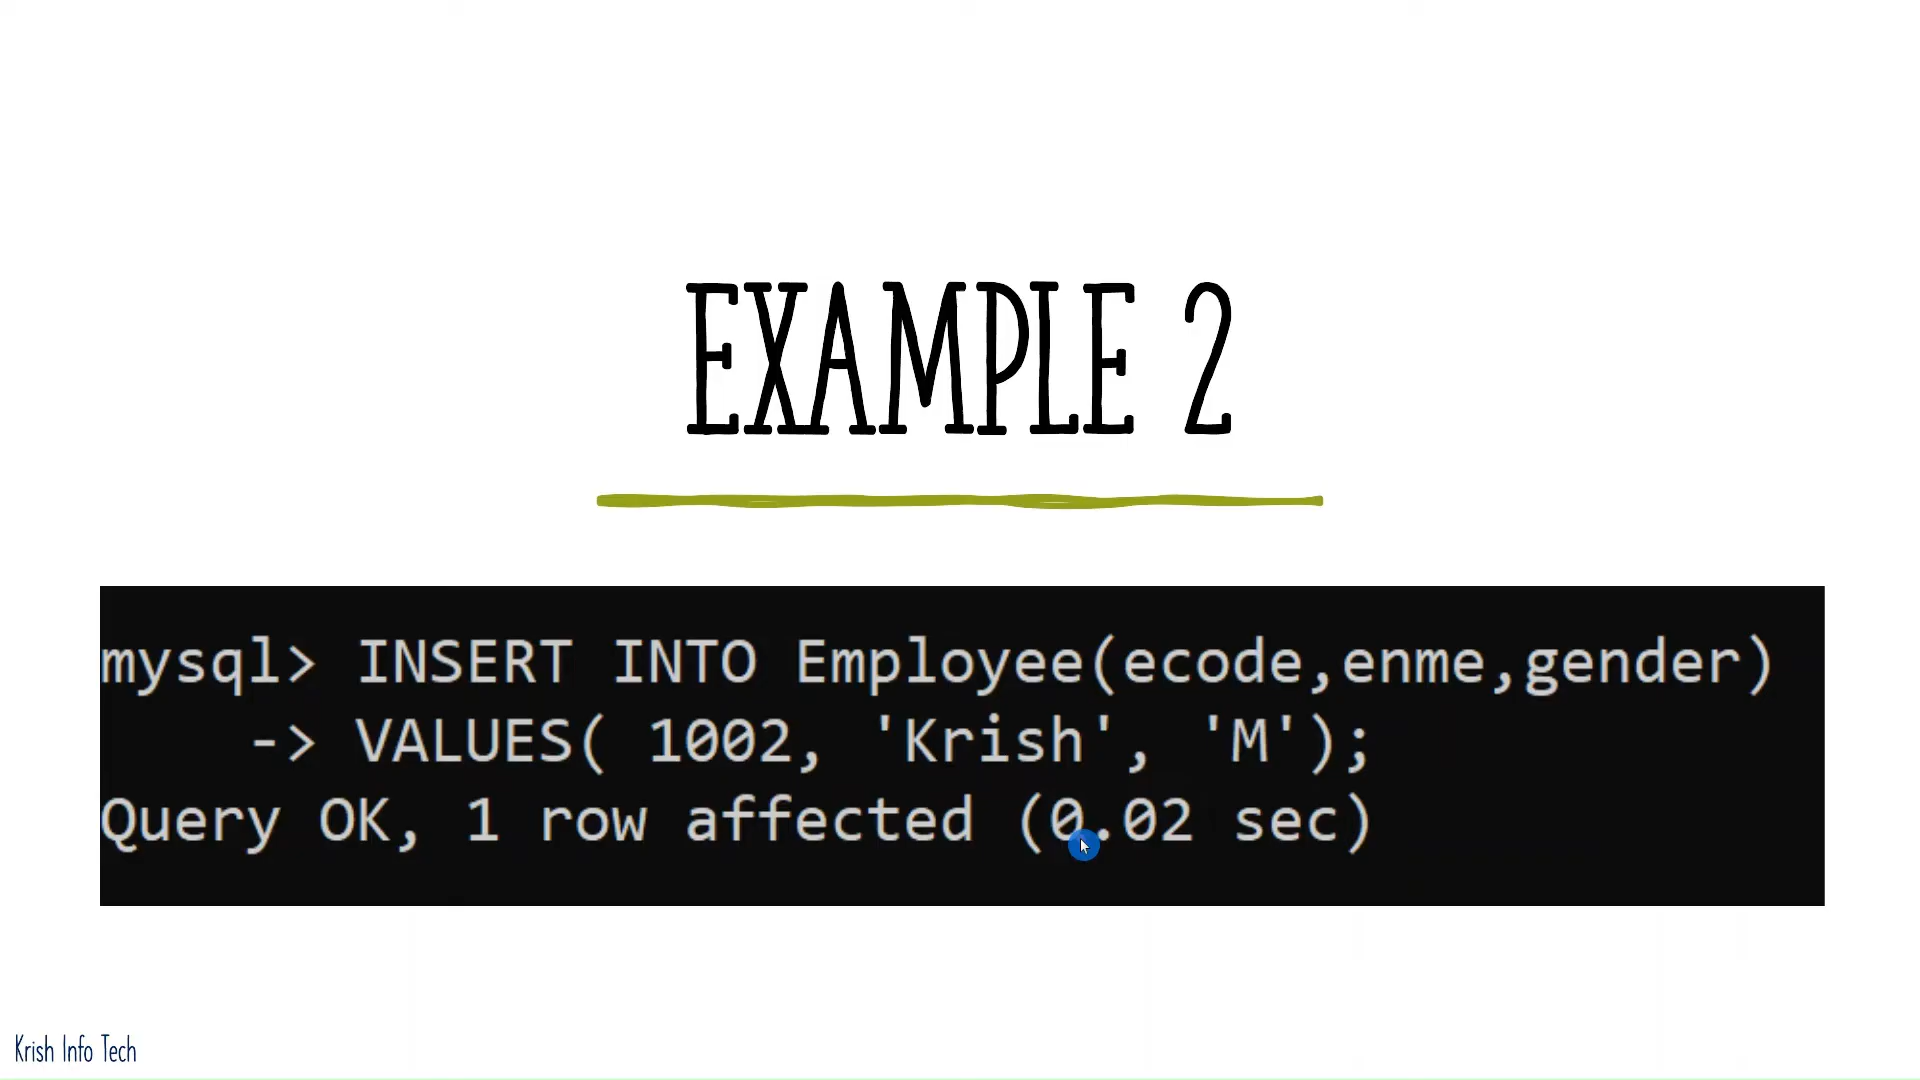 EXAMPLE 2
mysql> INSERT INTO Employee(ecode,enme,gender)
-> VALUES( 1002, 'Krish', 'M');
Query OK, 1 row affected (0.02 sec)
Krish Info Tech